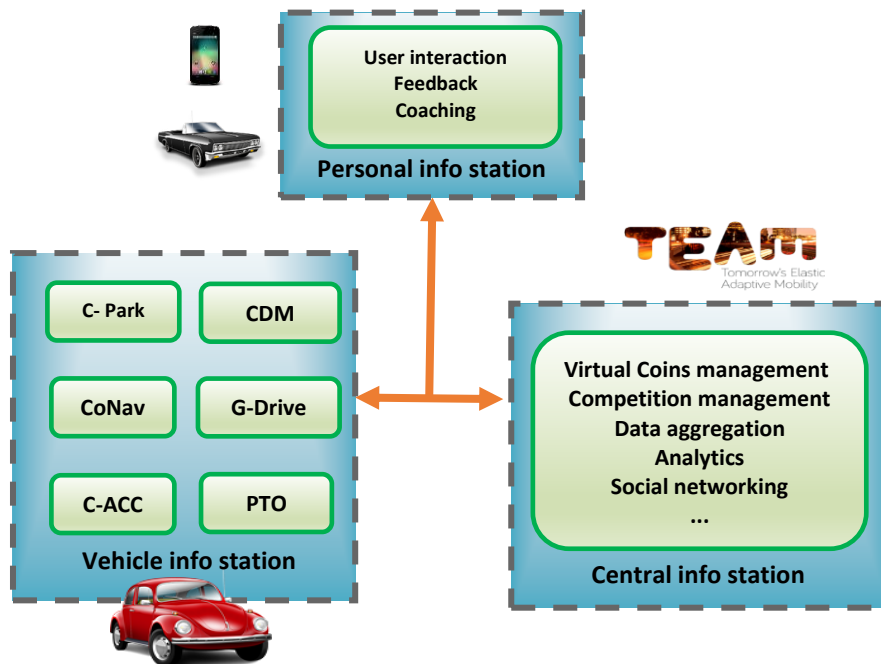 User interaction
Feedback
Coaching
Personal info station
TEAM
Tomorrow's Elastic
Adaptive Mobility
C- Park
CDM
CoNav
G-Drive
C-ACC
PTO
Vehicle info station
Virtual Coins management
Competition management
Data aggregation
Analytics
Social networking
...
Central info station